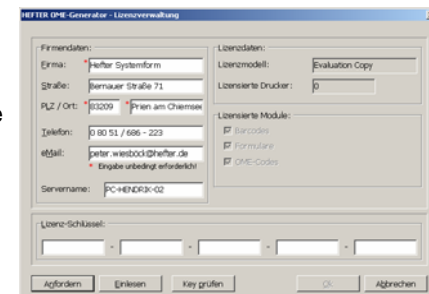 HEFTER OME-Generator - Lizenzverwaltung
Firmendaten:
Firma: * Hefter Systemform
Straße: Bernauer Straße 71
PLZ / Ort: * 83209 * Prien am Chiemsee
Telefon: 0 80 51 / 686 - 223
eMail: peter.wiesböck@hefter.de
* Eingabe unbedingt erforderlich!
Servername: PC-HENDRIK-02
Lizenzdaten:
Lizenzmodell: Evaluation Copy
Lizensierte Drucker: 0
Lizensierte Module:
Barcodes
Formulare
OME-Codes
Lizenz-Schlüssel:
- - - -
Anfordern Einlesen Key prüfen Ok Abbrechen
e